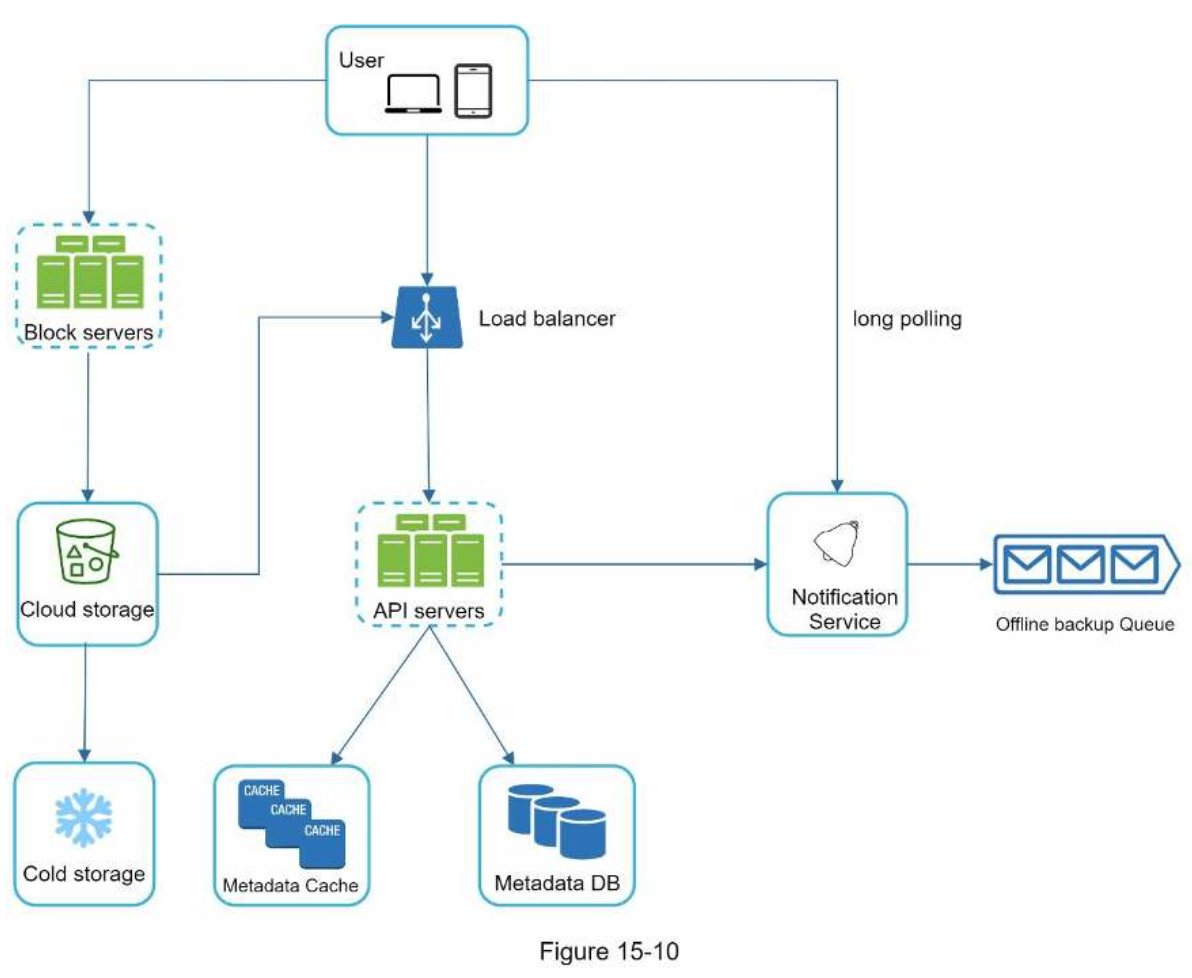 User
Block servers
Load balancer
long polling
Cloud storage
API servers
Notification
Service
Offline backup Queue
Cold storage
CACHE
CACHE
CACHE
Metadata Cache
Metadata DB
Figure 15-10